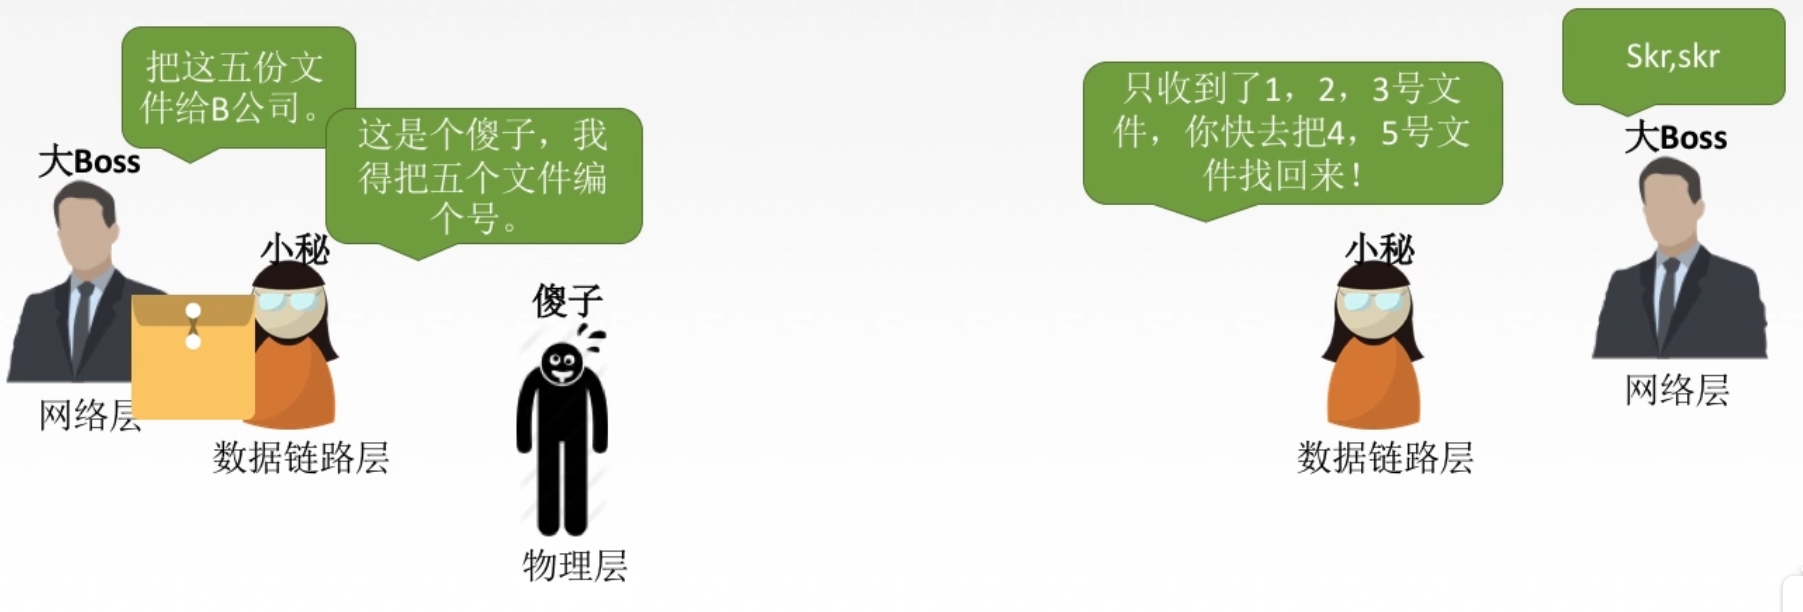 把这五份文
件给B公司。
大Boss
这是个傻子，我
得把五个文件编
个号。
小秘
傻子
网络层
数据链路层
物理层
只收到了1，2，3号文
件，你快去把4，5号文
件找回来！
小秘
数据链路层
Skr,skr
大Boss
网络层